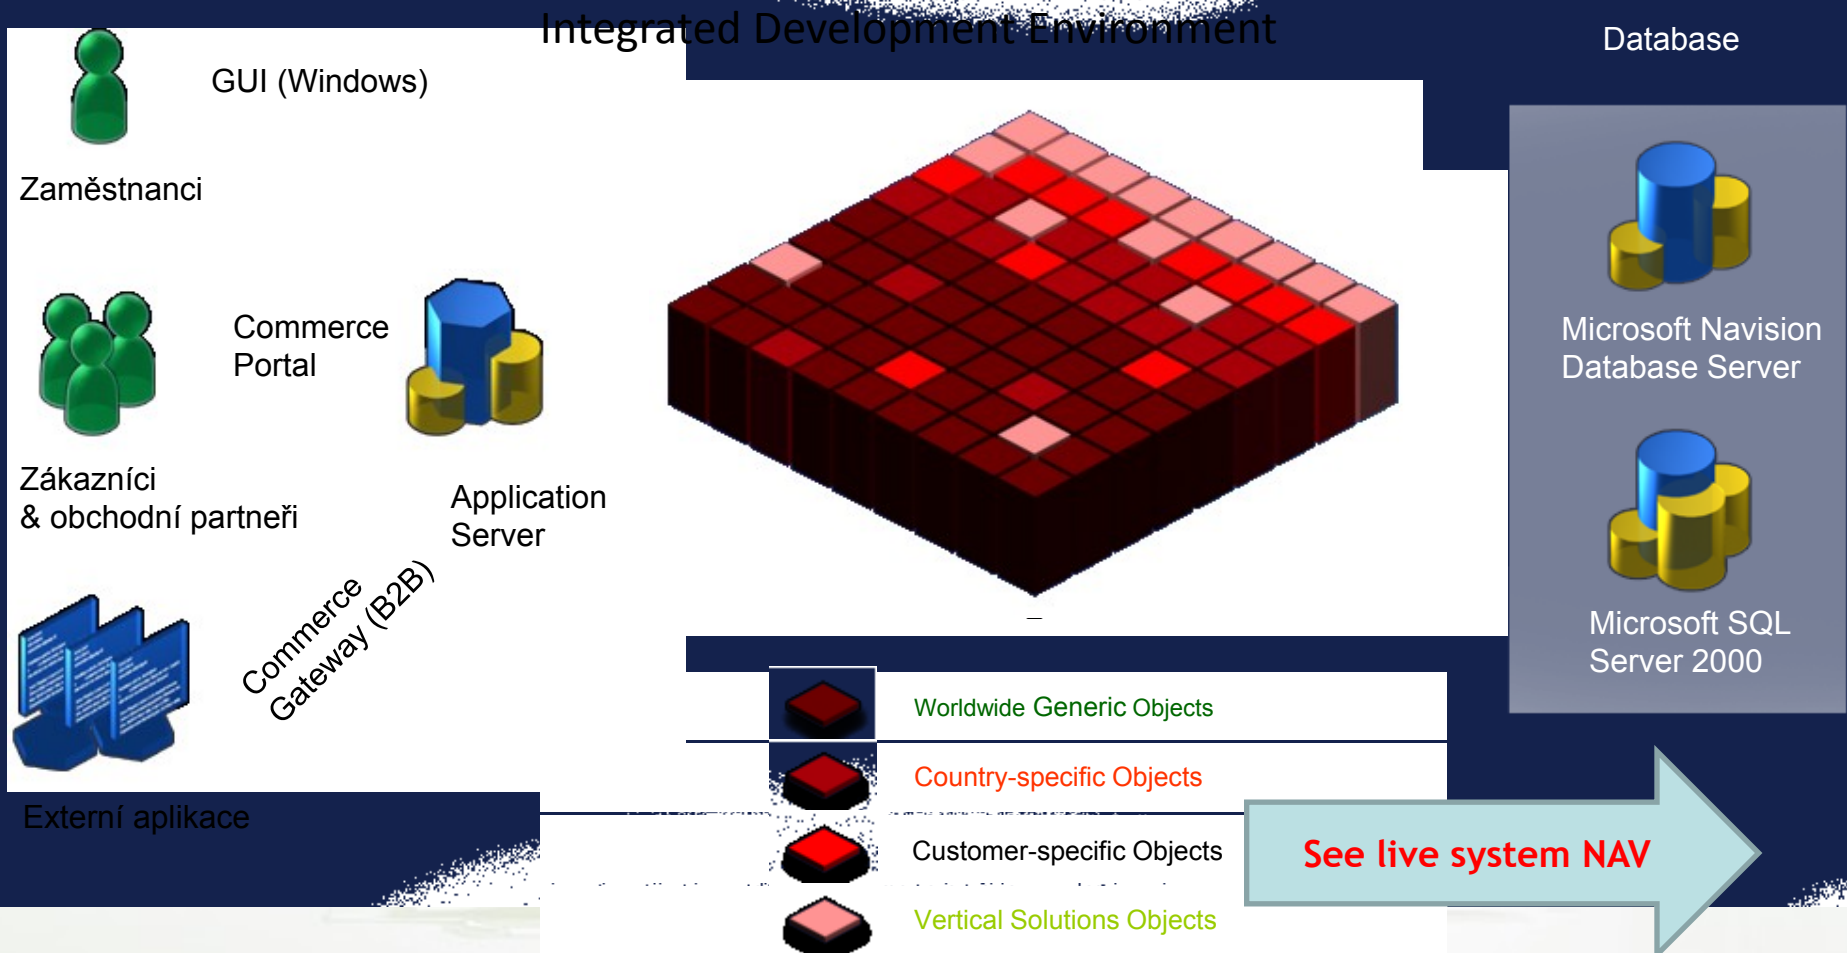 Integrated Development Environment
Database
GUI (Windows)
Zaměstnanci
Commerce
Portal
Zákazníci
& obchodní partneři
Application
Server
Commerce
Gateway (B2B)
Externí aplikace
Microsoft Navision
Database Server
Microsoft SQL
Server 2000
Worldwide Generic Objects
Country-specific Objects
Customer-specific Objects
Vertical Solutions Objects
See live system NAV